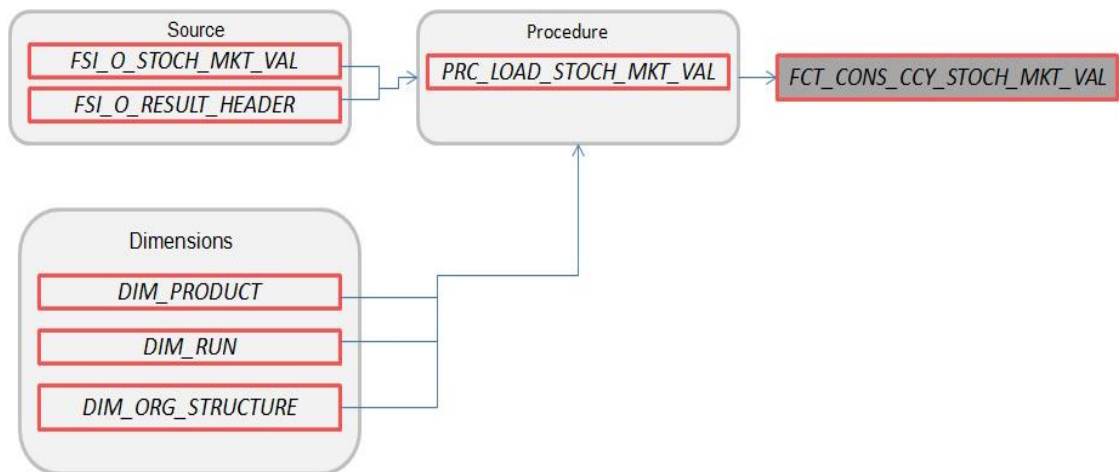 Source
FSI_O_STOCH_MKT_VAL
FSI_O_RESULT_HEADER
Procedure
PRC_LOAD_STOCH_MKT_VAL
FCT_CONS_CCY_STOCH_MKT_VAL
Dimensions
DIM_PRODUCT
DIM_RUN
DIM_ORG_STRUCTURE